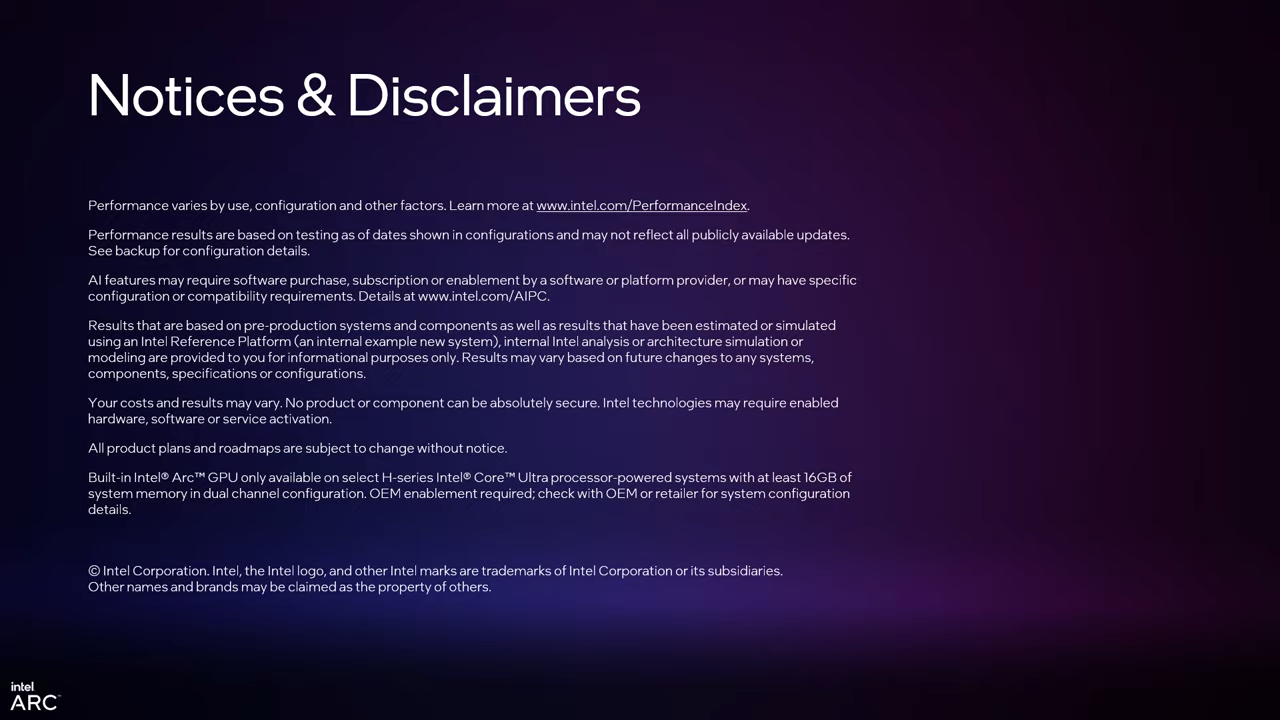 Notices & Disclaimers
Performance varies by use, configuration and other factors. Learn more at www.intel.com/PerformanceIndex.
Performance results are based on testing as of dates shown in configurations and may not reflect all publicly available updates.
See backup for configuration details.
AI features may require software purchase, subscription or enablement by a software or platform provider, or may have specific
configuration or compatibility requirements. Details at www.intel.com/AIPC.
Results that are based on pre-production systems and components as well as results that have been estimated or simulated
using an Intel Reference Platform (an internal example new system), internal Intel analysis or architecture simulation or
modeling are provided to you for informational purposes only. Results may vary based on future changes to any systems,
components, specifications or configurations.
Your costs and results may vary. No product or component can be absolutely secure. Intel technologies may require enabled
hardware, software or service activation.
All product plans and roadmaps are subject to change without notice.
Built-in Intel® Arc™ GPU only available on select H-series Intel® Core™ Ultra processor-powered systems with at least 16GB of
system memory in dual channel configuration. OEM enablement required; check with OEM or retailer for system configuration
details.
© Intel Corporation. Intel, the Intel logo, and other Intel marks are trademarks of Intel Corporation or its subsidiaries.
Other names and brands may be claimed as the property of others.
intel
ARC™